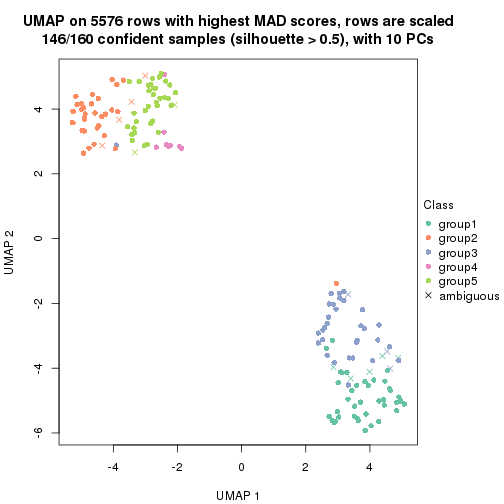 UMAP on 5576 rows with highest MAD scores, rows are scaled
146/160 confident samples (silhouette > 0.5), with 10 PCs
4
2
0
-2
-4
-6
UMAP 2
-4
-2
0
2
4
UMAP 1
Class
group1
group2
group3
group4
group5
ambiguous